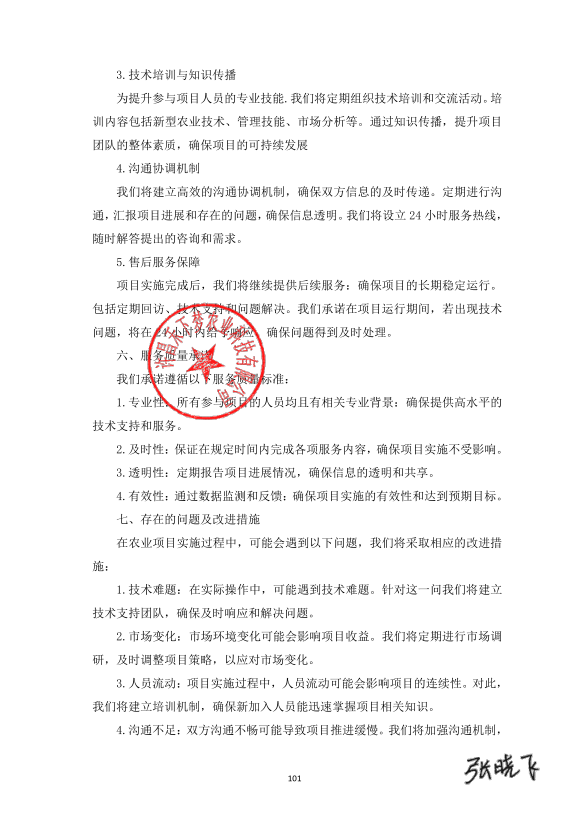 3.技术培训与知识传播
为提升参与项目人员的专业技能.我们将定期组织技术培训和交流活动。培
训内容包括新型农业技术、管理技能、市场分析等。通过知识传播，提升项目
团队的整体素质，确保项目的可持续发展
4.沟通协调机制
我们将建立高效的沟通协调机制，确保双方信息的及时传递。定期进行沟
通，汇报项目进展和存在的问题，确保信息透明。我们将设立24小时服务热线，
随时解答提出的咨询和需求。
5.售后服务保障
项目实施完成后，我们将继续提供后续服务；确保项目的长期稳定运行。
包括定期回访、技术支持和问题解决。我们承诺在项目运行期间，若出现技术
问题，将在24小时内给予响应，确保问题得到及时处理。
六、服务质量承诺
我们承诺遵循以下服务质量标准：
1.专业性：所有参与项目的人员均且有相关专业背景；确保提供高水平的
技术支持和服务。
2.及时性：保证在规定时间内完成各项服务内容，确保项目实施不受影响。
3.透明性：定期报告项目进展情况，确保信息的透明和共享。
4.有效性：通过数据监测和反馈；确保项目实施的有效性和达到预期目标。
七、存在的问题及改进措施
在农业项目实施过程中，可能会遇到以下问题，我们将采取相应的改进措
施：
1.技术难题：在实际操作中，可能遇到技术难题。针对这一问我们将建立
技术支持团队，确保及时响应和解决问题。
2.市场变化：市场环境变化可能会影响项目收益。我们将定期进行市场调
研，及时调整项目策略，以应对市场变化。
3.人员流动：项目实施过程中，人员流动可能会影响项目的连续性。对此，
我们将建立培训机制，确保新加入人员能迅速掌握项目相关知识。
4.沟通不足：双方沟通不畅可能导致项目推进缓慢。我们将加强沟通机制，
101
张晓飞